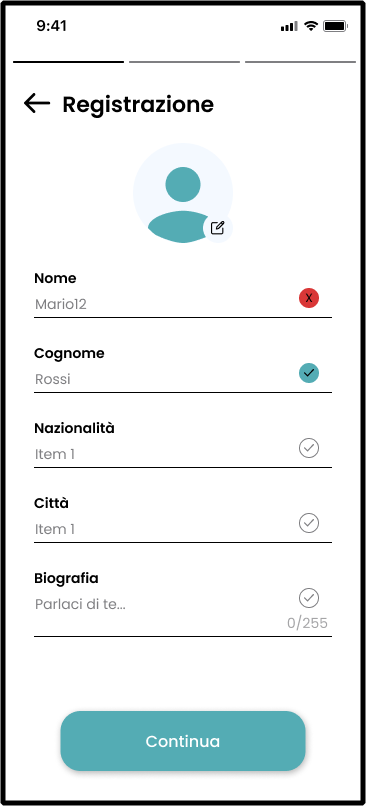 9:41
Registrazione
Nome
Mario12
X
Cognome
Rossi
Nazionalità
Item 1
Città
Item 1
Biografia
Parlaci di te...
0/255
Continua